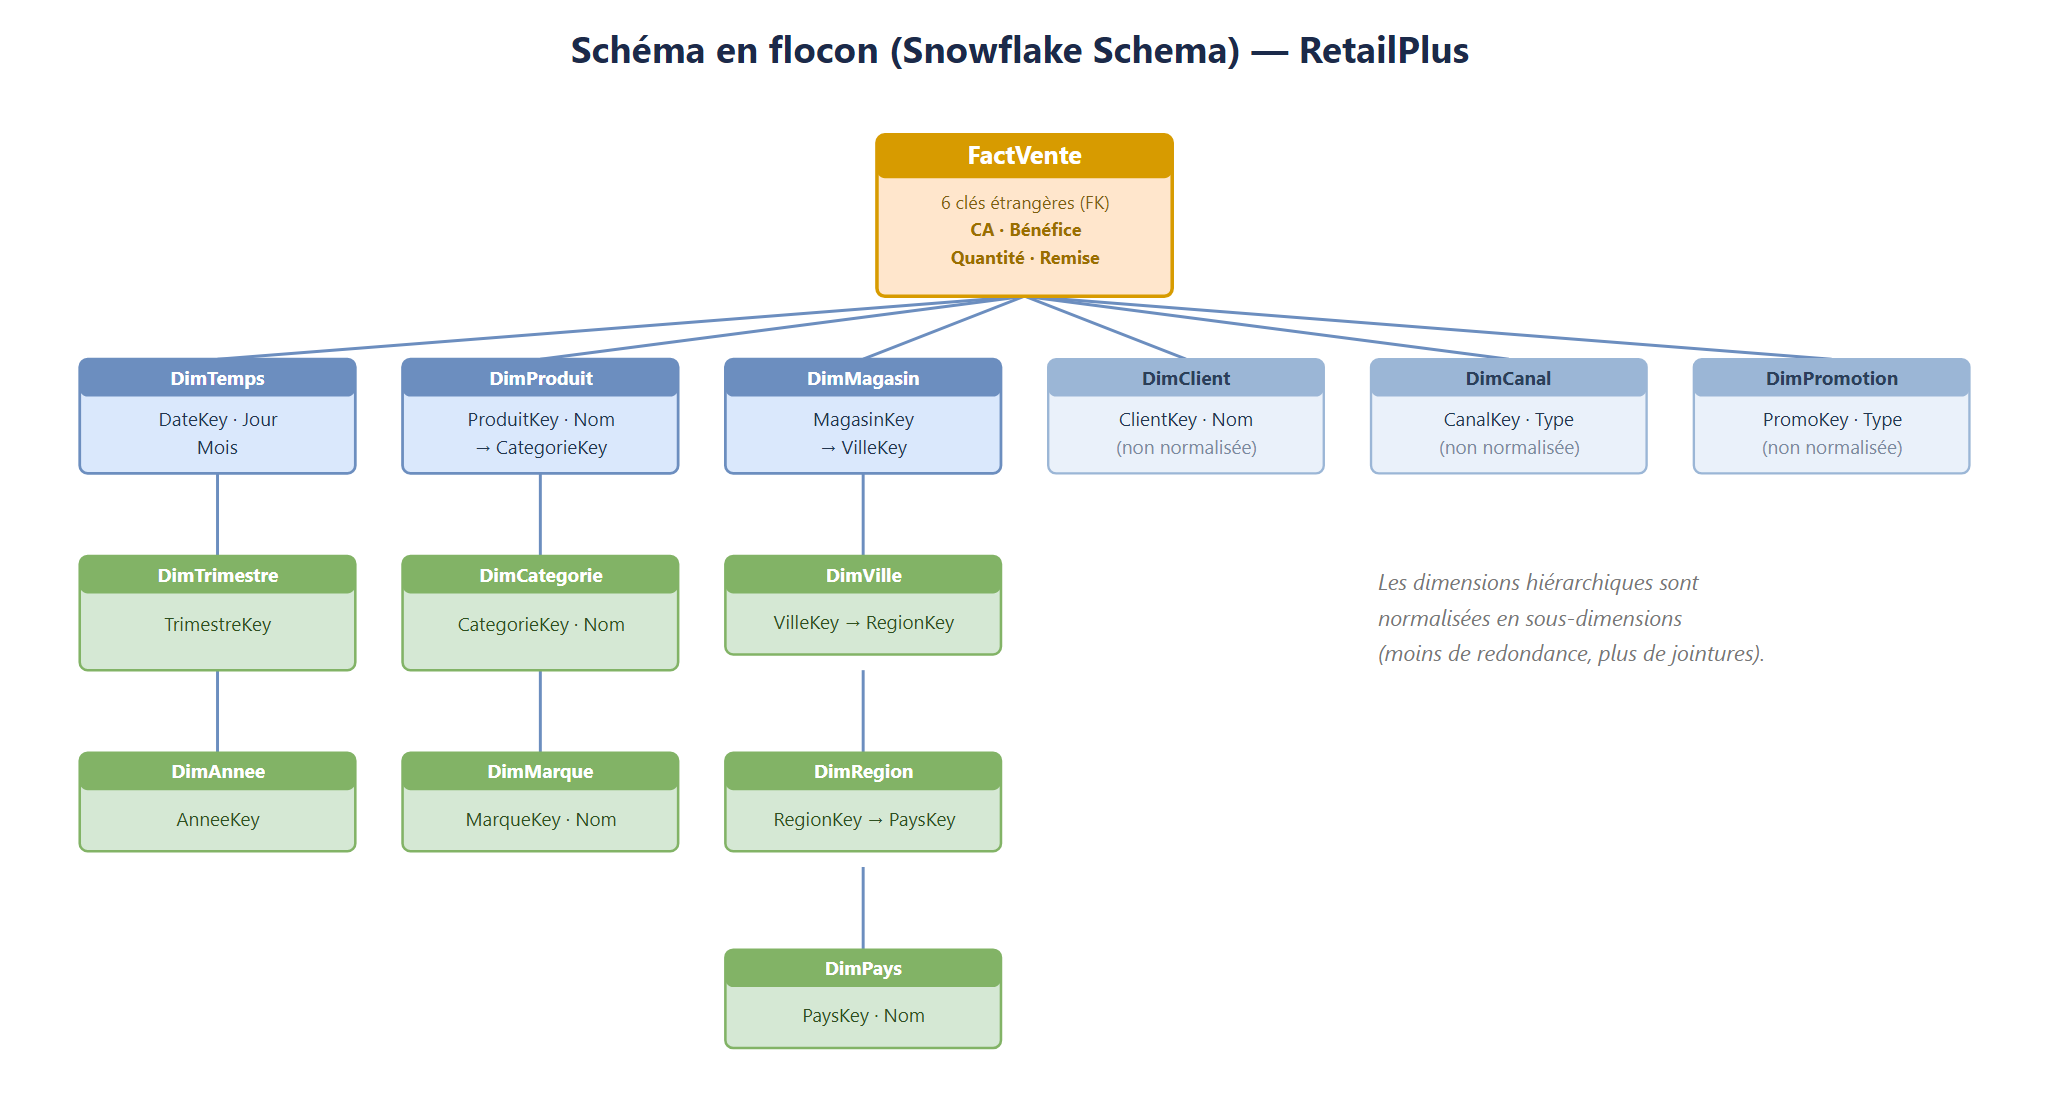 Schéma en flocon (Snowflake Schema) — RetailPlus
FactVente
6 clés étrangères (FK)
CA · Bénéfice
Quantité · Remise
DimTemps
DateKey · Jour
Mois
DimProduit
ProduitKey · Nom
→ CategorieKey
DimMagasin
MagasinKey
→ VilleKey
DimClient
ClientKey · Nom
(non normalisée)
DimCanal
CanalKey · Type
(non normalisée)
DimPromotion
PromoKey · Type
(non normalisée)
DimTrimestre
TrimestreKey
DimCategorie
CategorieKey · Nom
DimVille
VilleKey → RegionKey
Les dimensions hiérarchiques sont
normalisées en sous-dimensions
(moins de redondance, plus de jointures).
DimAnnee
AnneeKey
DimMarque
MarqueKey · Nom
DimRegion
RegionKey → PaysKey
DimPays
PaysKey · Nom